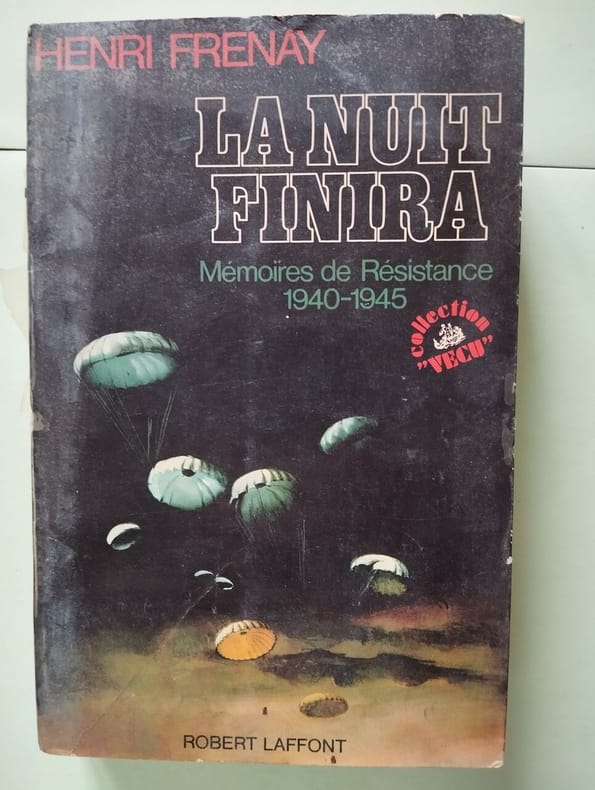 HENRI FRENAY
LA NUIT
FINIRA
Mémoires de Résistance
1940-1945
collection
"VECU"
ROBERT LAFFONT